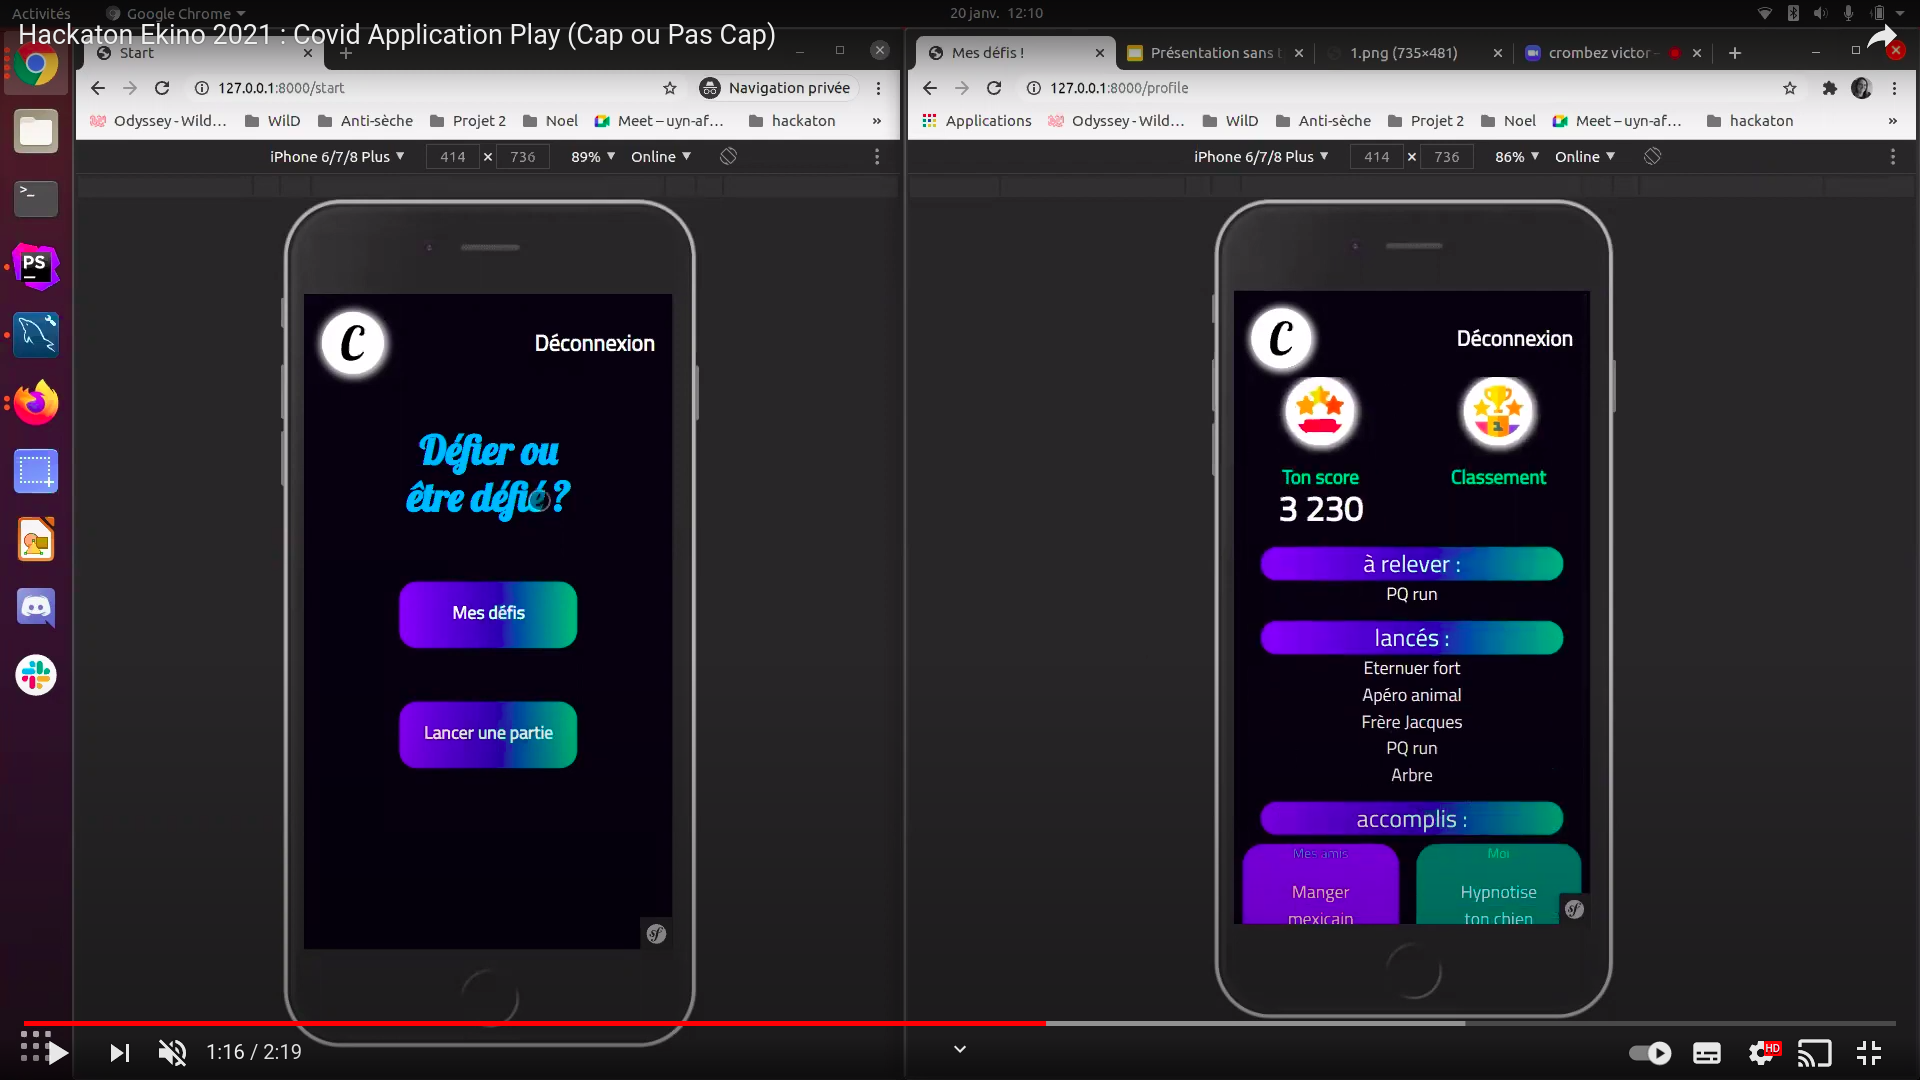 Activités
Google Chrome
20 janv. 12:10
Hackaton Ekino 2021 : Covid Application Play (Cap ou Pas Cap)
Start
127.0.0.1:8000/start
Navigation privée
Odyssey - Wild…
WilD
Anti-sèche
Projet 2
Noel
Meet – uyn-af…
hackaton
»
iPhone 6/7/8 Plus
414 × 736
89%
Online
C
Déconnexion
Défier ou
être défié ?
Mes défis
Lancer une partie
sf
Mes défis !
Présentation sans t
1.png (735×481)
crombez victor –
127.0.0.1:8000/profile
Applications
Odyssey - Wild…
WilD
Anti-sèche
Projet 2
Noel
Meet – uyn-af…
hackaton
»
iPhone 6/7/8 Plus
414 × 736
86%
Online
C
Déconnexion
1
Ton score
3 230
Classement
à relever :
PQ run
lancés :
Eternuer fort
Apéro animal
Frère Jacques
PQ run
Arbre
accomplis :
Mes amis
Manger
mexicain
Moi
Hypnotise
ton chien
sf
PS
1:16 / 2:19
HD